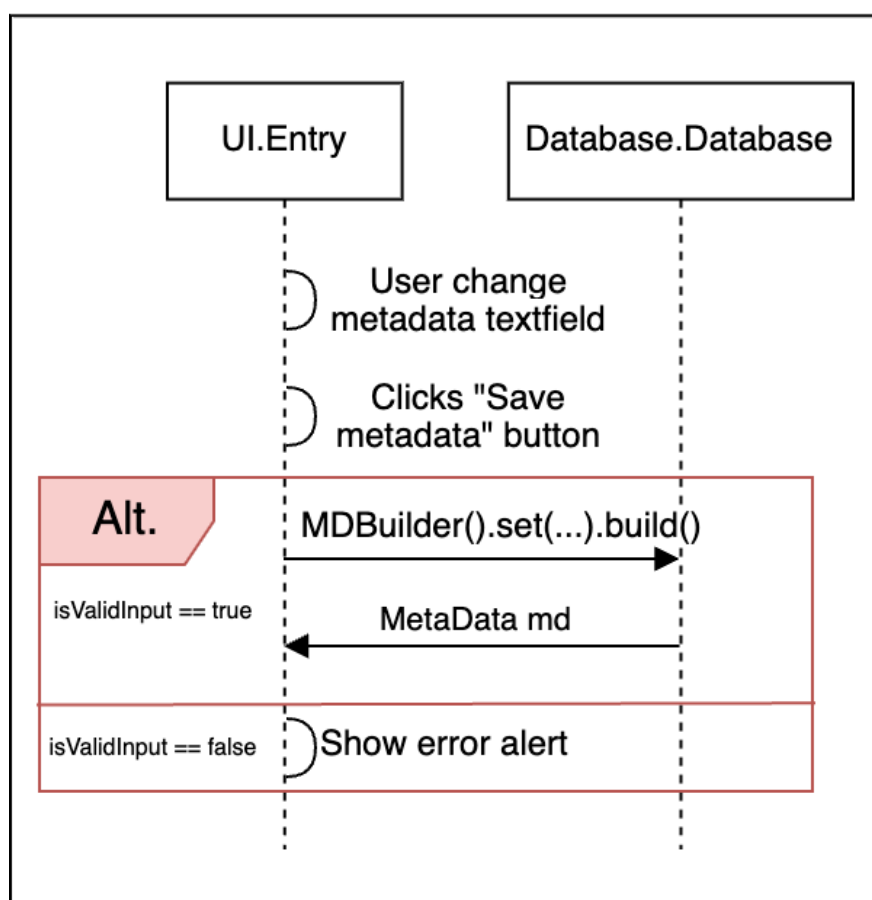 UI.Entry
Database.Database
User change
metadata textfield
Clicks "Save
metadata" button
Alt.
MDBuilder().set(...).build()
isValidInput == true
MetaData md
isValidInput == false
Show error alert